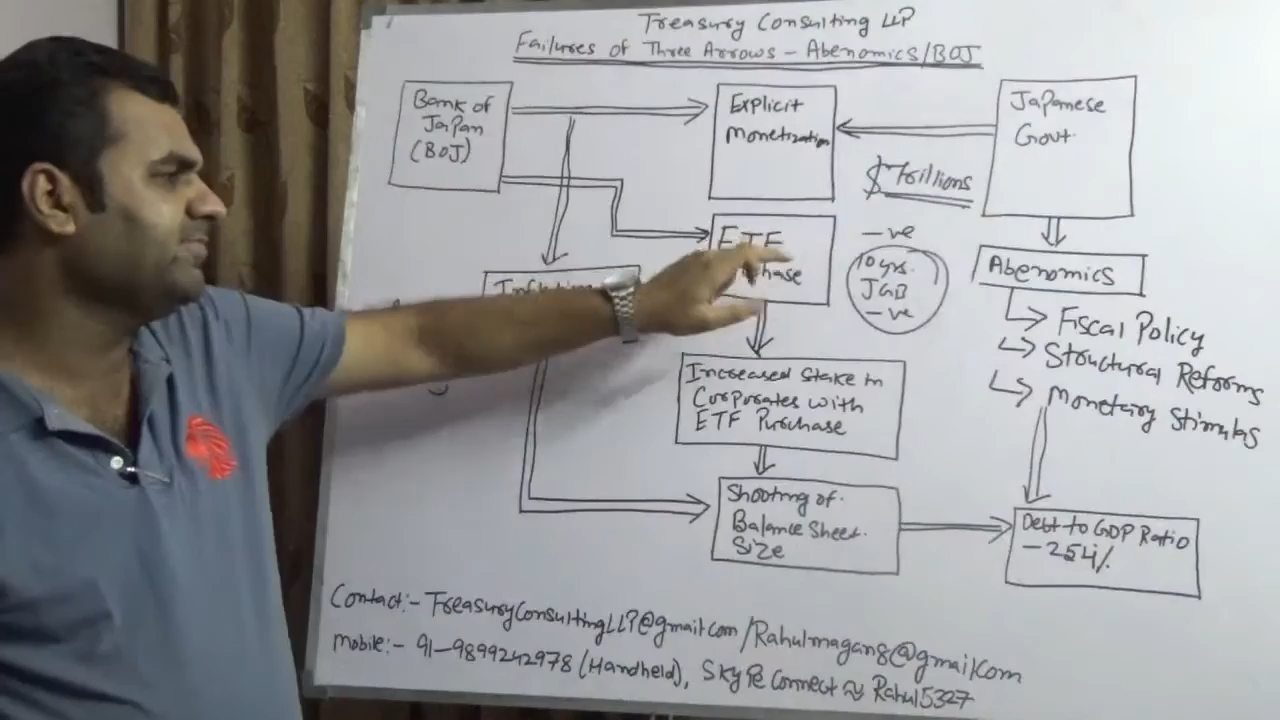 Treasury Consulting LLP
Failures of Three Arrows - Abenomics/BOJ
Bank of
Japan
(BOJ)
Explicit
Monetization
Japanese
Govt.
$ Trillions
ETF
-ve
10 yrs.
JGB
-ve
Abenomics
Fiscal Policy
Structural Reforms
Monetary Stimulas
Increased Stake in
Corporates with
ETF Purchase
Shooting of
Balance Sheet
Size
Debt to GDP Ratio
- 254%
Contact:- TreasuryConsultingLLP@gmail.com/Rahulmagan8@gmail.com
Mobile:- 91-9899242978 (Handheld), Skype Connect ≈ Rahul5327